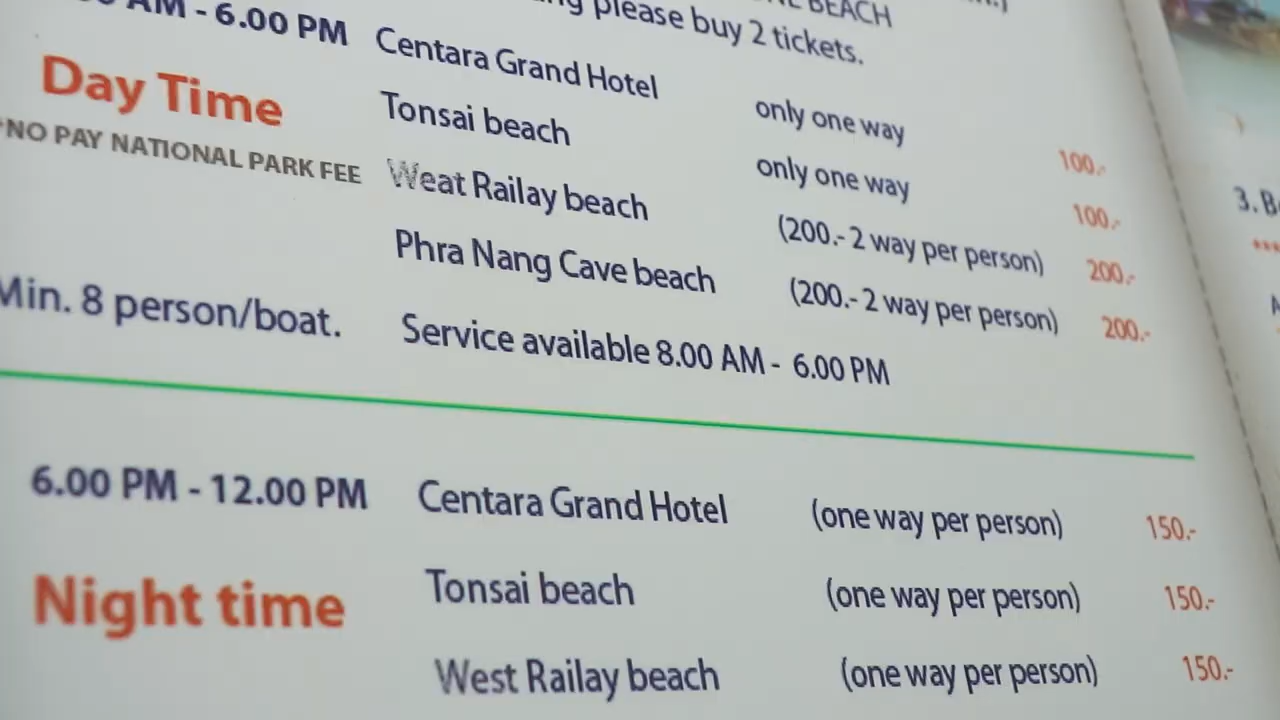 AM - 6.00 PM
BEACH
please buy 2 tickets.
Centara Grand Hotel only one way 100.-
Day Time
Tonsai beach only one way 100.-
*NO PAY NATIONAL PARK FEE
Weat Railay beach (200.- 2 way per person) 200.-
Phra Nang Cave beach (200.- 2 way per person) 200.-
Min. 8 person/boat.
Service available 8.00 AM - 6.00 PM
6.00 PM - 12.00 PM Centara Grand Hotel (one way per person) 150.-
Night time
Tonsai beach (one way per person) 150.-
West Railay beach (one way per person) 150.-
3.